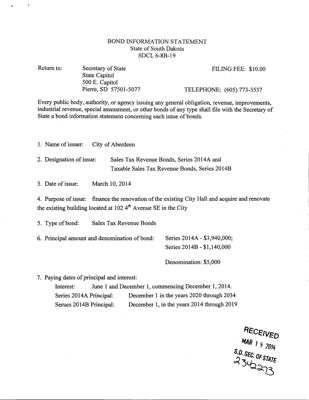 BOND INFORMATION STATEMENT
State of South Dakota
SDCL 6-8B-19
Return to: Secretary of State FILING FEE: $10.00
State Capitol
500 E. Capitol
Pierre, SD 57501-5077 TELEPHONE: (605) 773-3537
Every public body, authority, or agency issuing any general obligation, revenue, improvements,
industrial revenue, special assessment, or other bonds of any type shall file with the Secretary of
State a bond information statement concerning each issue of bonds.
1. Name of issuer: City of Aberdeen
2. Designation of issue: Sales Tax Revenue Bonds, Series 2014A and
Taxable Sales Tax Revenue Bonds, Series 2014B
3. Date of issue: March 10, 2014
4. Purpose of issue: finance the renovation of the existing City Hall and acquire and renovate
the existing building located at 102 4th Avenue SE in the City
5. Type of bond: Sales Tax Revenue Bonds
6. Principal amount and denomination of bond: Series 2014A - $3,940,000;
Series 2014B - $1,140,000
Denomination: $5,000
7. Paying dates of principal and interest:
Interest: June 1 and December 1, commencing December 1, 2014.
Series 2014A Principal: December 1 in the years 2020 through 2034
Serues 2014B Principal: December 1, in the years 2014 through 2019
RECEIVED
MAR 19 2014
S.D. SEC. OF STATE
2342273